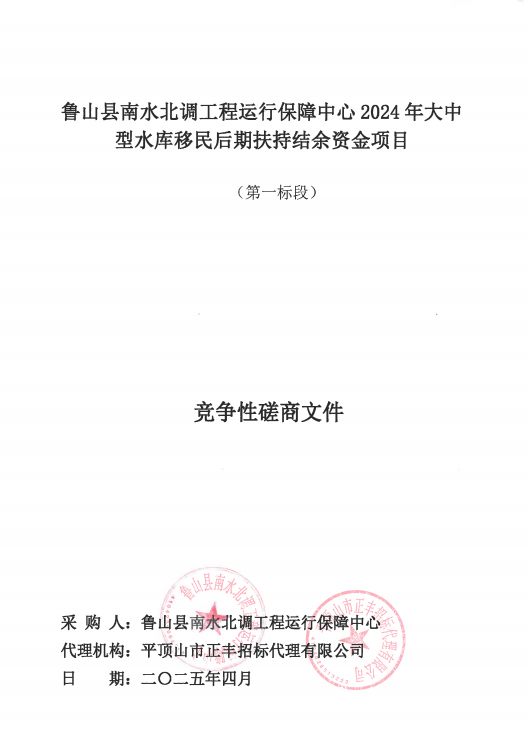 鲁山县南水北调工程运行保障中心 2024 年大中
型水库移民后期扶持结余资金项目
（第一标段）
竞争性磋商文件
采 购 人：鲁山县南水北调工程运行保障中心
代理机构：平顶山市正丰招标代理有限公司
日　　期：二〇二五年四月